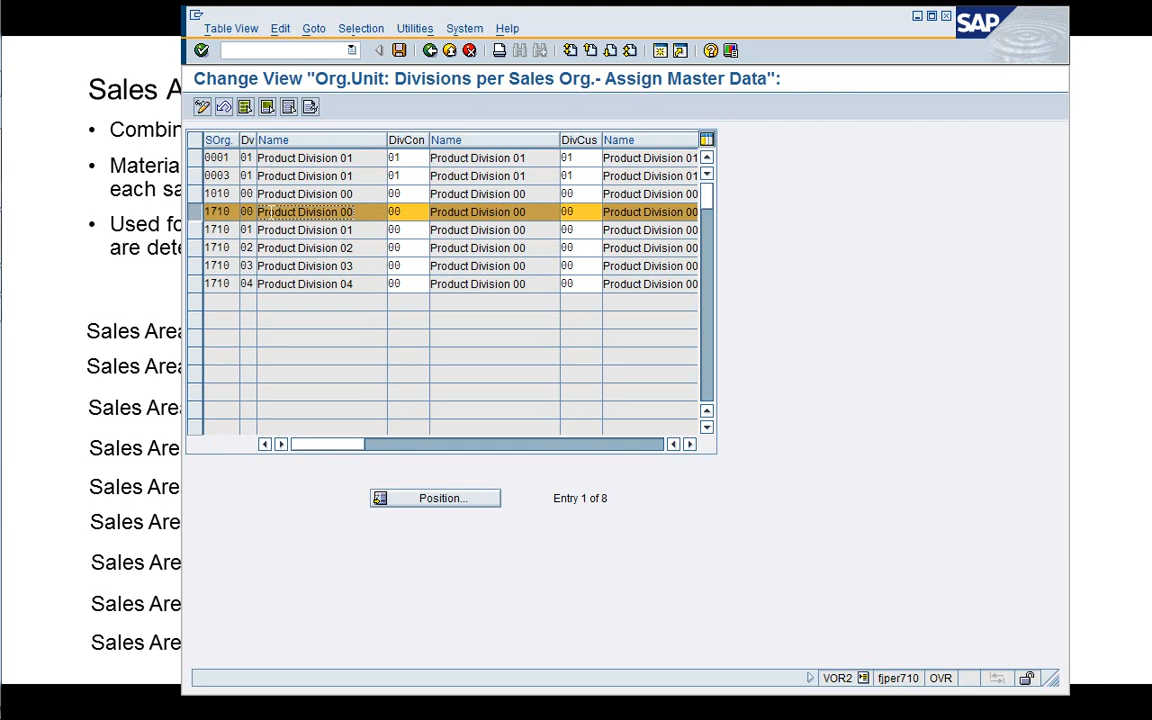 Table View Edit Goto Selection Utilities System Help
SAP
Change View "Org.Unit: Divisions per Sales Org.- Assign Master Data":
Sales A
• Combin
• Materia
each sa
• Used fo
are dete
Sales Area
Sales Area
Sales Area
Sales Are
Sales Are
Sales Are
Sales Are
Sales Are
Sales Are
SOrg. Dv Name DivCon Name DivCus Name
0001 01 Product Division 01 01 Product Division 01 01 Product Division 01
0003 01 Product Division 01 01 Product Division 01 01 Product Division 01
1010 00 Product Division 00 00 Product Division 00 00 Product Division 00
1710 00 Product Division 00 00 Product Division 00 00 Product Division 00
1710 01 Product Division 01 00 Product Division 00 00 Product Division 00
1710 02 Product Division 02 00 Product Division 00 00 Product Division 00
1710 03 Product Division 03 00 Product Division 00 00 Product Division 00
1710 04 Product Division 04 00 Product Division 00 00 Product Division 00
Position... Entry 1 of 8
VOR2 fjper710 OVR